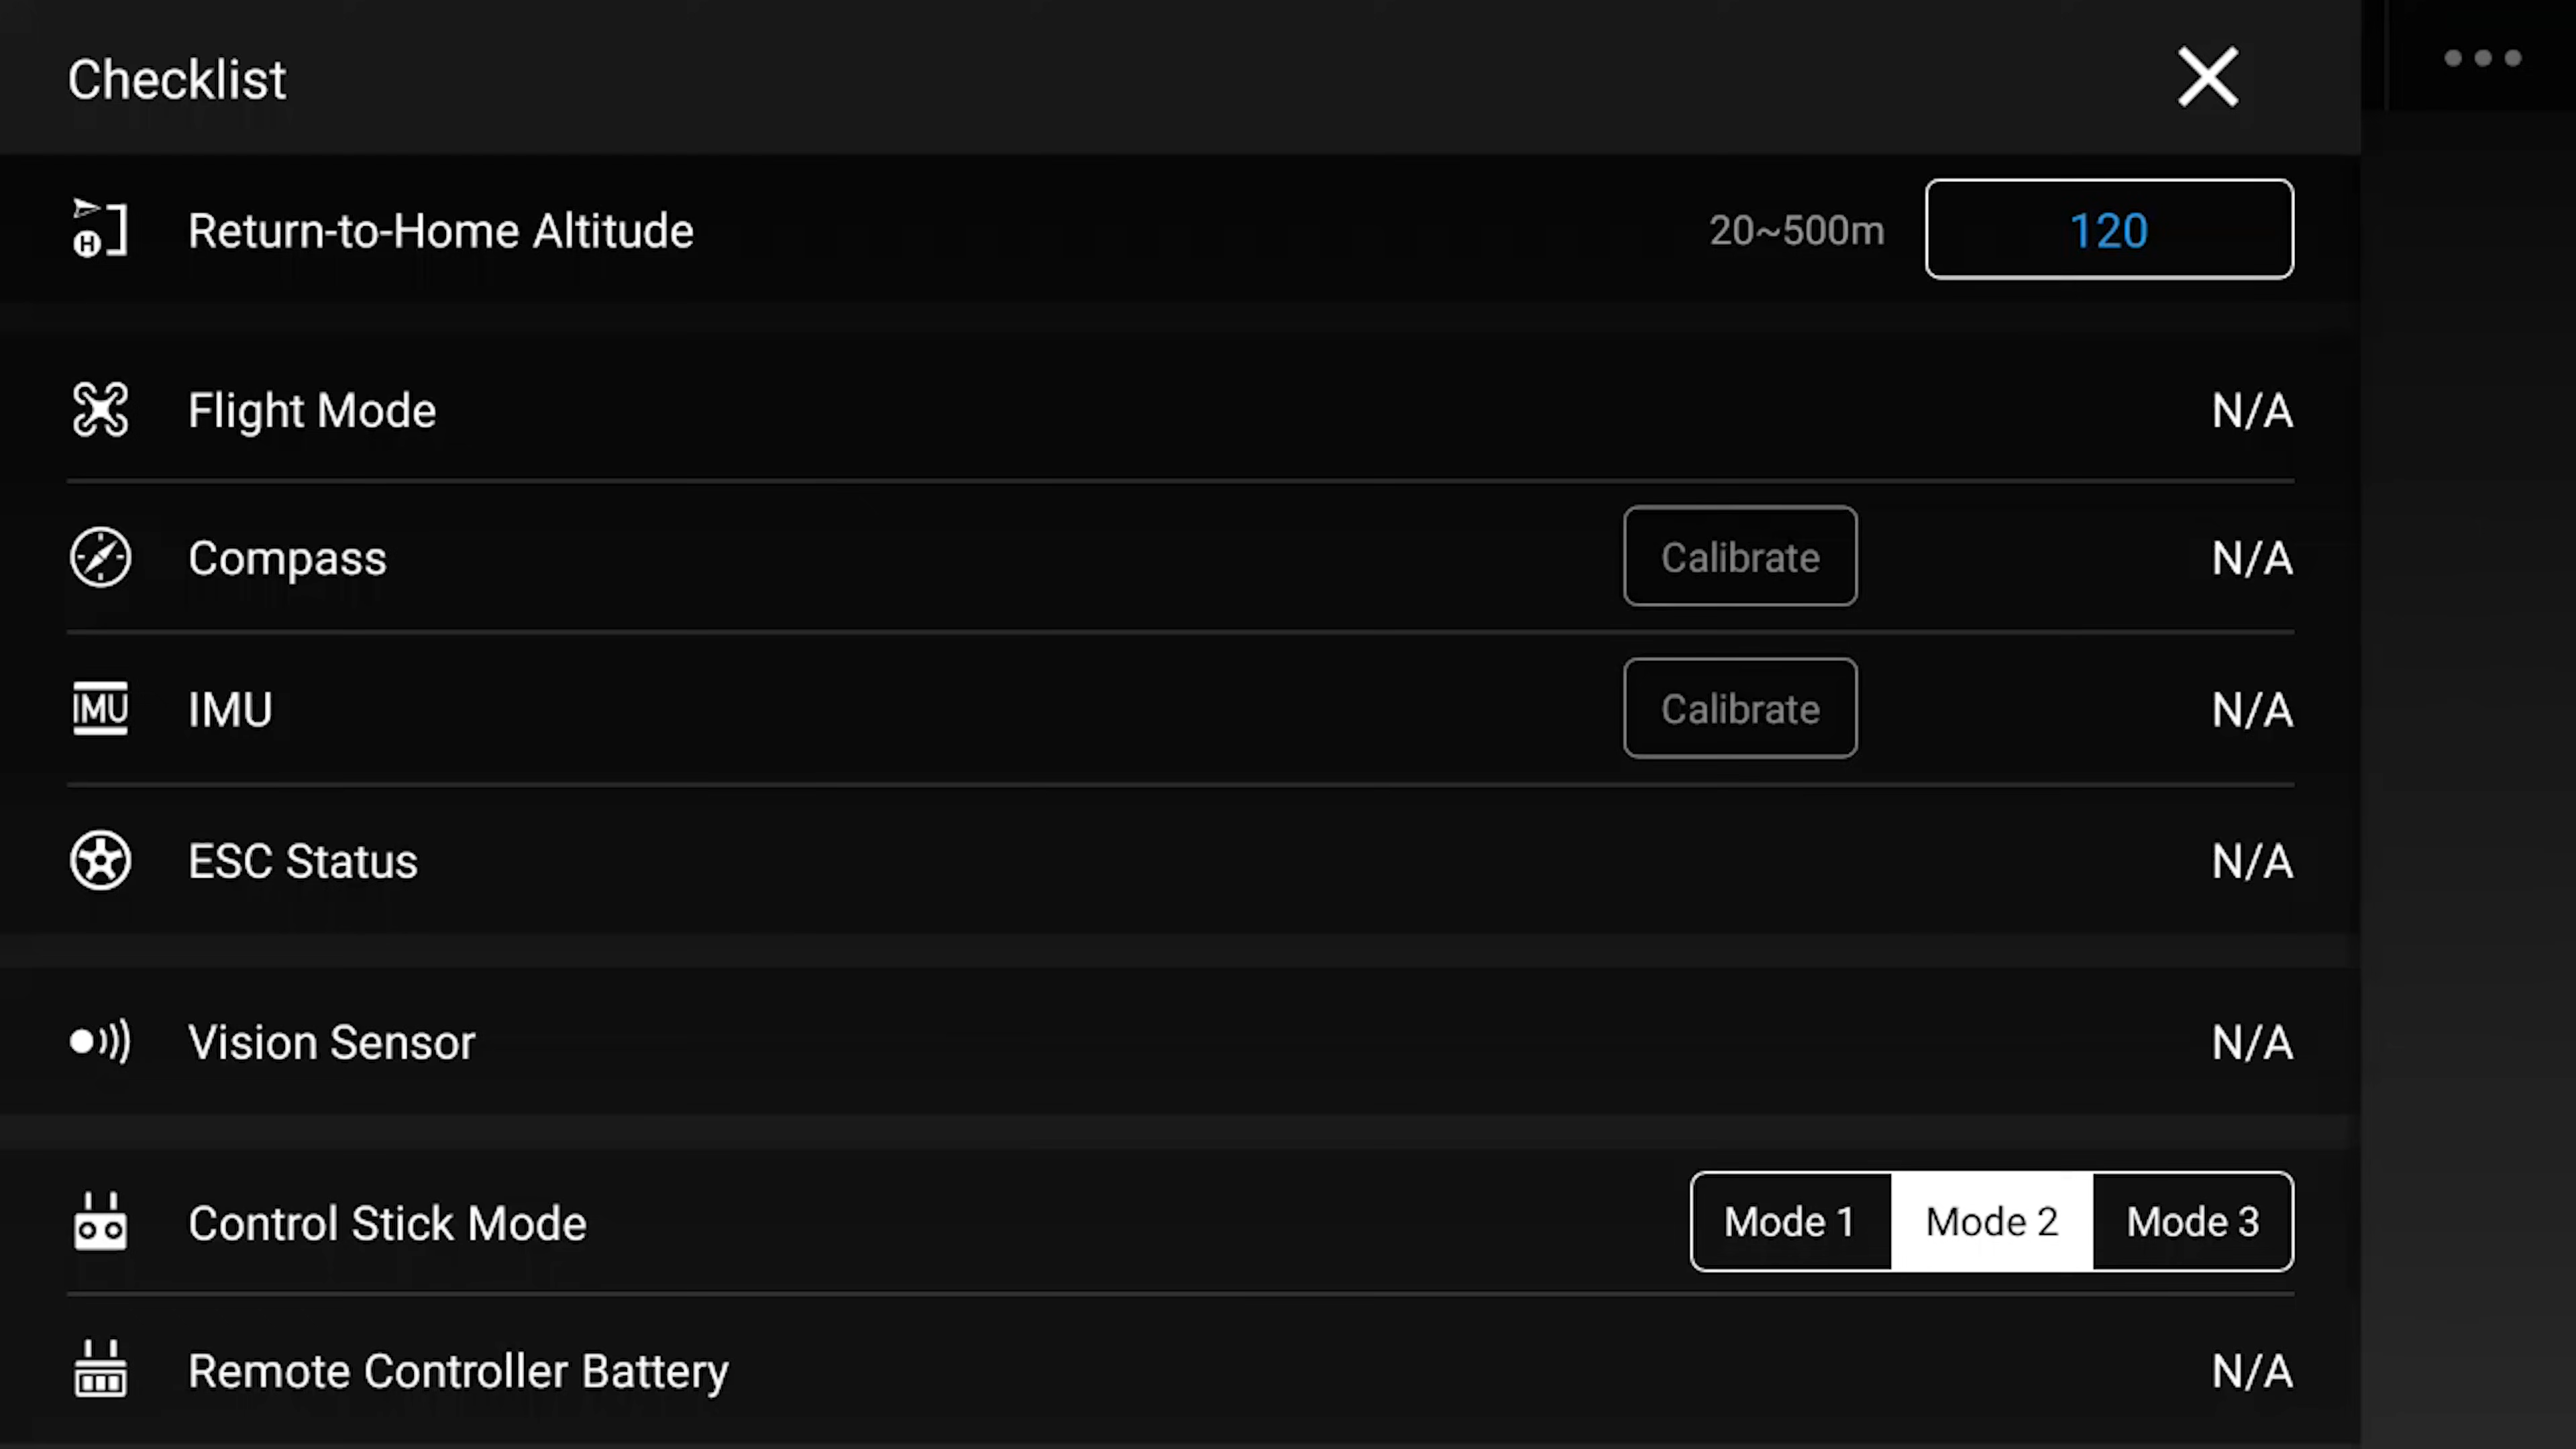 Checklist
Return-to-Home Altitude 20~500m 120
Flight Mode N/A
Compass Calibrate N/A
IMU IMU Calibrate N/A
ESC Status N/A
Vision Sensor N/A
Control Stick Mode Mode 1 Mode 2 Mode 3
Remote Controller Battery N/A